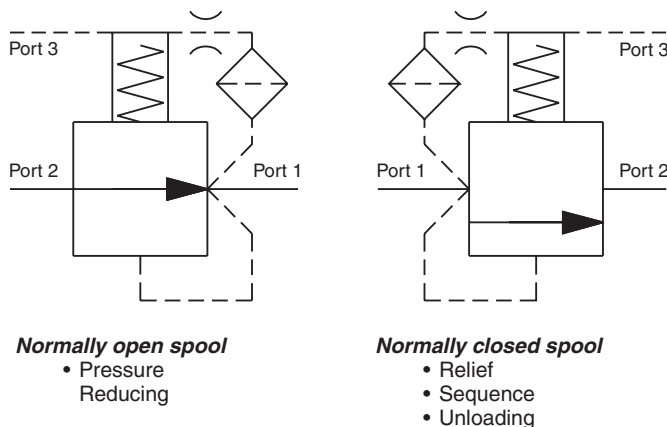 Port 3
Port 2
Port 1
Normally open spool
• Pressure
Reducing
Port 3
Port 1
Port 2
Normally closed spool
• Relief
• Sequence
• Unloading